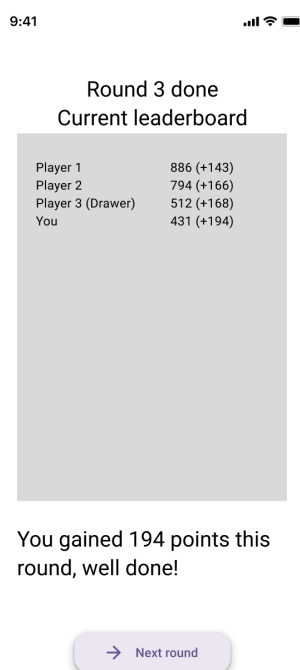 9:41
Round 3 done
Current leaderboard
Player 1 886 (+143)
Player 2 794 (+166)
Player 3 (Drawer) 512 (+168)
You 431 (+194)
You gained 194 points this
round, well done!
Next round